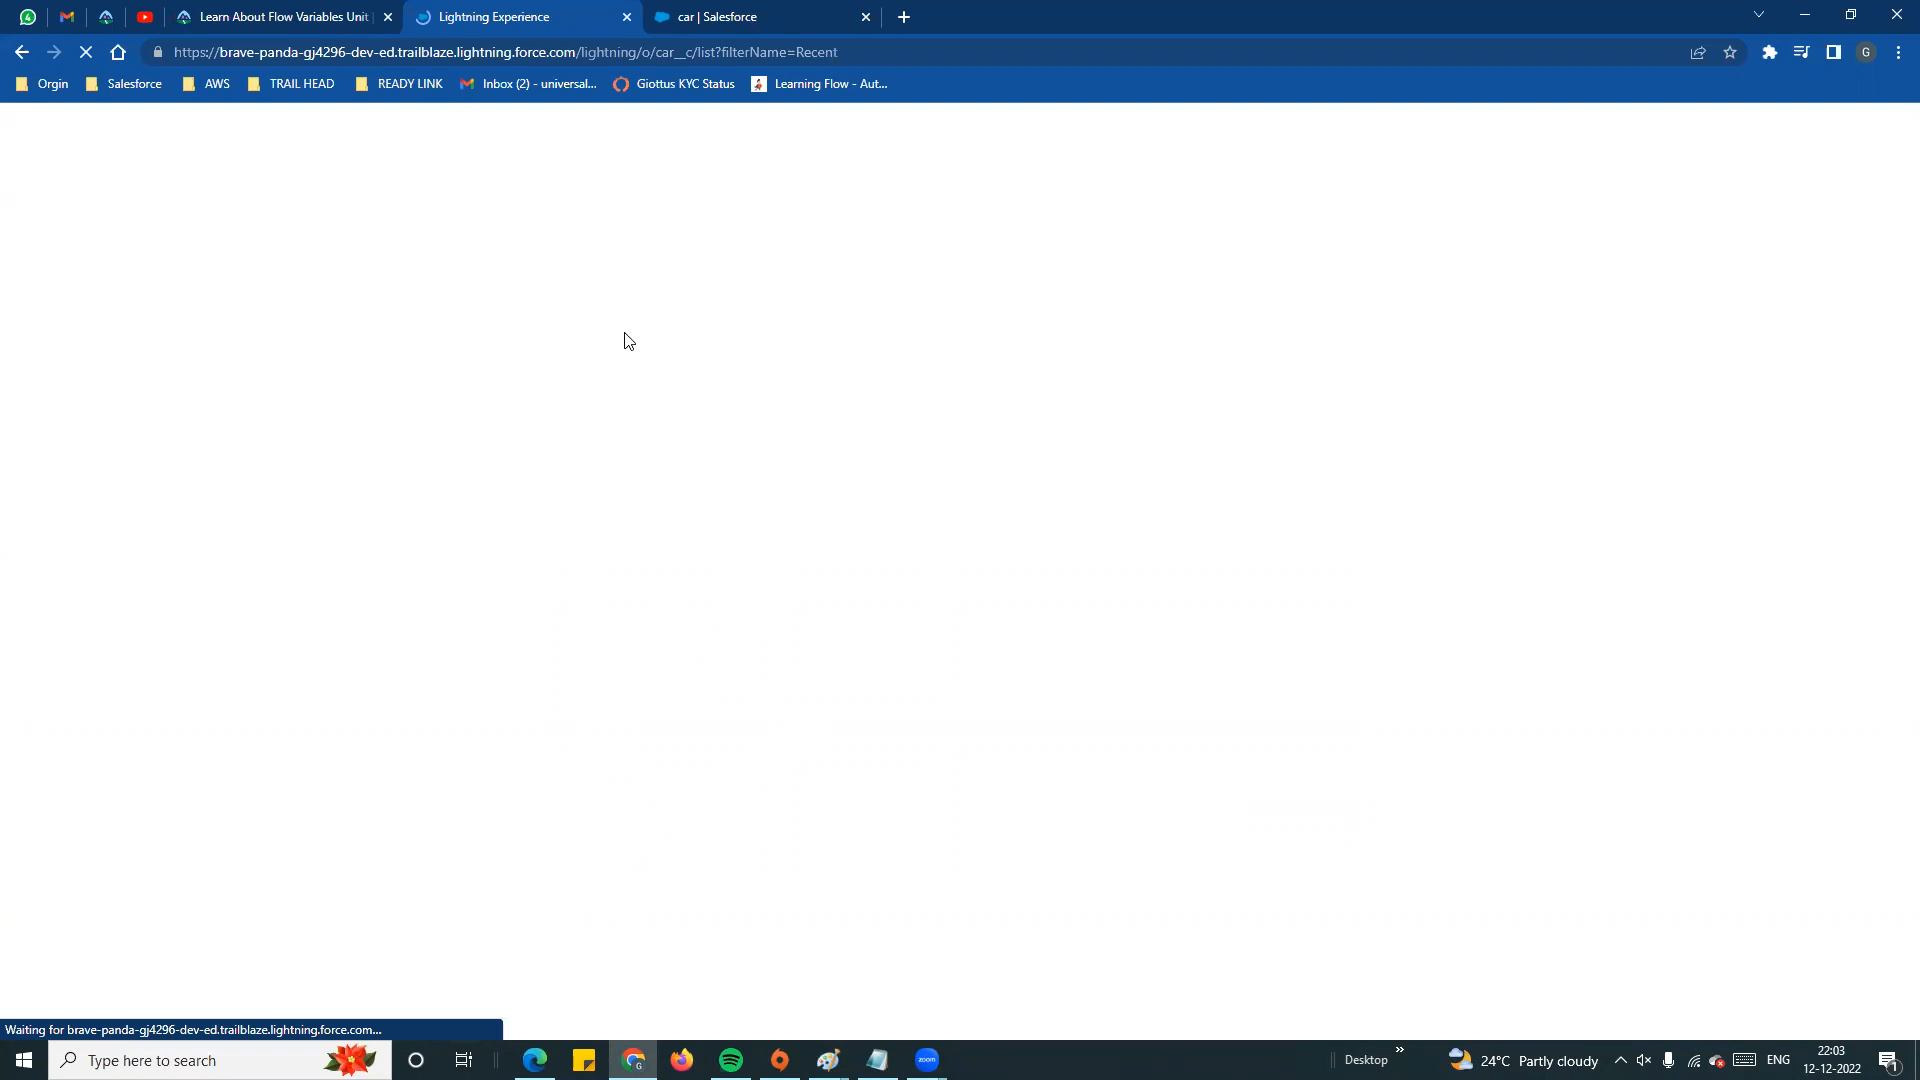 Learn About Flow Variables Unit
Lightning Experience
car | Salesforce
https://brave-panda-gj4296-dev-ed.trailblaze.lightning.force.com/lightning/o/car__c/list?filterName=Recent
G
Orgin
Salesforce
AWS
TRAIL HEAD
READY LINK
Inbox (2) - universal...
Giottus KYC Status
Learning Flow - Aut...
Waiting for brave-panda-gj4296-dev-ed.trailblaze.lightning.force.com...
Type here to search
G
zoom
Desktop
24°C Partly cloudy
ENG
22:03
12-12-2022
1